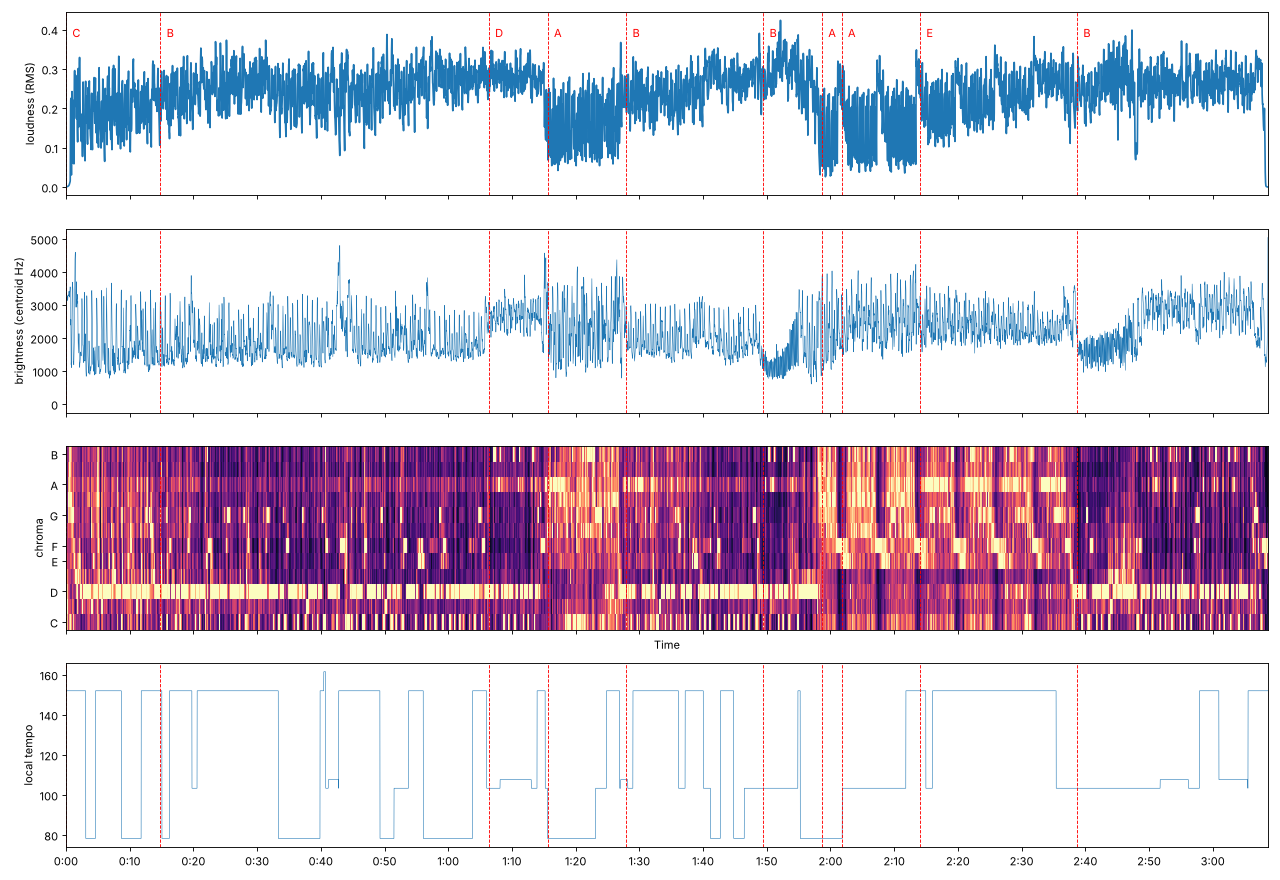 loudness (RMS)
0.4
0.3
0.2
0.1
0.0
C
B
D
A
B
B
A
A
E
B
brightness (centroid Hz)
5000
4000
3000
2000
1000
0
chroma
B
A
G
F
E
D
C
Time
local tempo
160
140
120
100
80
0:00
0:10
0:20
0:30
0:40
0:50
1:00
1:10
1:20
1:30
1:40
1:50
2:00
2:10
2:20
2:30
2:40
2:50
3:00